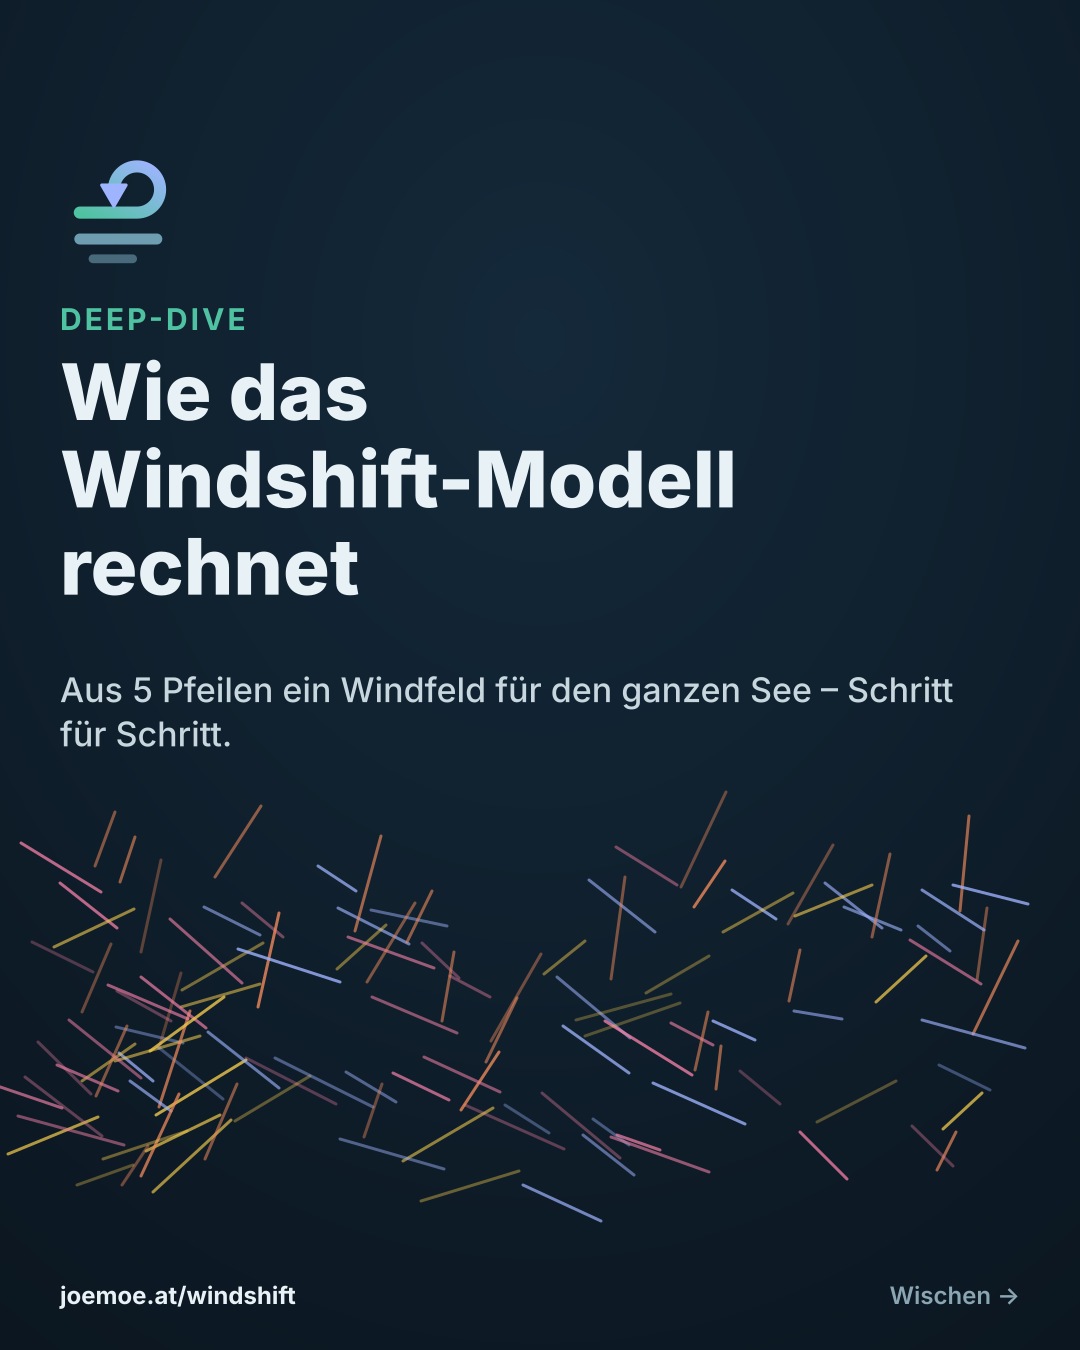 DEEP-DIVE
Wie das
Windshift-Modell
rechnet
Aus 5 Pfeilen ein Windfeld für den ganzen See – Schritt
für Schritt.
joemoe.at/windshift
Wischen →